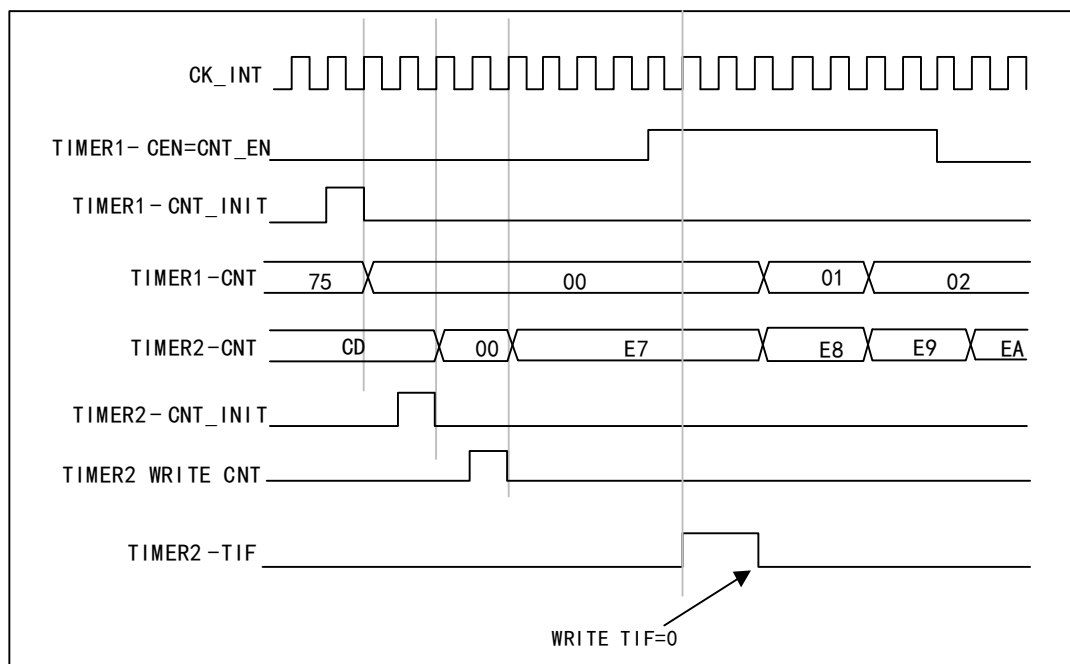 CK_INT
TIMER1-CEN=CNT_EN
TIMER1-CNT_INIT
TIMER1-CNT 75 00 01 02
TIMER2-CNT CD 00 E7 E8 E9 EA
TIMER2-CNT_INIT
TIMER2 WRITE CNT
TIMER2-TIF
WRITE TIF=0